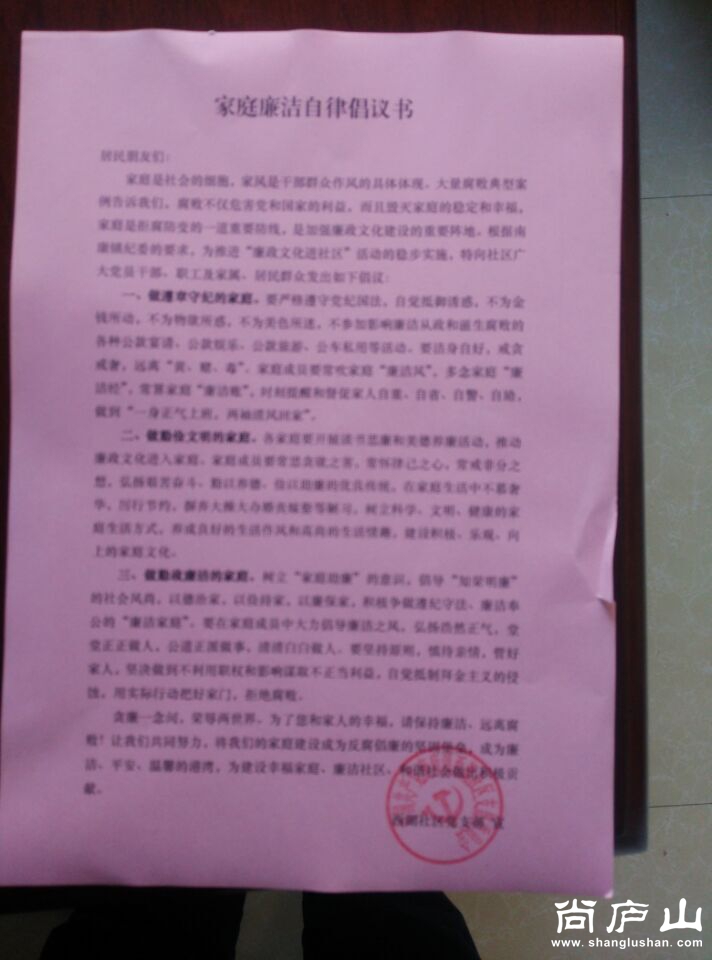 家庭廉洁自律倡议书
居民朋友们：
家庭是社会的细胞，家风是干部群众作风的具体体现。大量腐败典型案
例告诉我们，腐败不仅危害党和国家的利益，而且毁灭家庭的稳定和幸福。
家庭是拒腐防变的一道重要防线，是加强廉政文化建设的重要阵地。根据南
康镇纪委的要求，为推进“廉政文化进社区”活动的稳步实施，特向社区广
大党员干部、职工及家属、居民群众发出如下倡议：
一、做遵章守纪的家庭。要严格遵守党纪国法，自觉抵御诱惑，不为金
钱所动，不为物欲所惑，不为美色所迷，不参加影响廉洁从政和滋生腐败的
各种公款宴请、公款娱乐、公款旅游、公车私用等活动。要洁身自好，戒贪
戒奢，远离“黄、赌、毒”。家庭成员要常吹家庭“廉洁风”，多念家庭“廉
洁经”，常算家庭“廉洁账”，时刻提醒和督促家人自重、自省、自警、自励，
做到“一身正气上班，两袖清风回家”。
二、做勤俭文明的家庭。各家庭要开展读书思廉和美德养廉活动，推动
廉政文化进入家庭。家庭成员要常思贪欲之害，常怀律己之心，常戒非分之
想，弘扬艰苦奋斗、勤以养德、俭以助廉的优良传统。在家庭生活中不慕奢
华，厉行节约，摒弃大操大办婚丧嫁娶等陋习，树立科学、文明、健康的家
庭生活方式，养成良好的生活作风和高尚的生活情趣，建设积极、乐观、向
上的家庭文化。
三、做勤政廉洁的家庭。树立“家庭助廉”的意识，倡导“知荣明廉”
的社会风尚，以德治家，以俭持家，以廉保家，积极争做遵纪守法、廉洁奉
公的“廉洁家庭”。要在家庭成员中大力倡导廉洁之风，弘扬浩然正气，堂
堂正正做人，公道正派做事，清清白白做人。要坚持原则，慎待亲情，管好
家人，坚决做到不利用职权和影响谋取不正当利益，自觉抵制拜金主义的侵
蚀，用实际行动把好家门，拒绝腐败。
贪廉一念间，荣辱两世界。为了您和家人的幸福，请保持廉洁、远离腐
败！让我们共同努力，将我们的家庭建设成为反腐倡廉的坚固堡垒，成为廉
洁、平安、温馨的港湾，为建设幸福家庭、廉洁社区、和谐社会做出积极贡
献。
社区党支部 宣
尚庐山
www.shanglushan.com